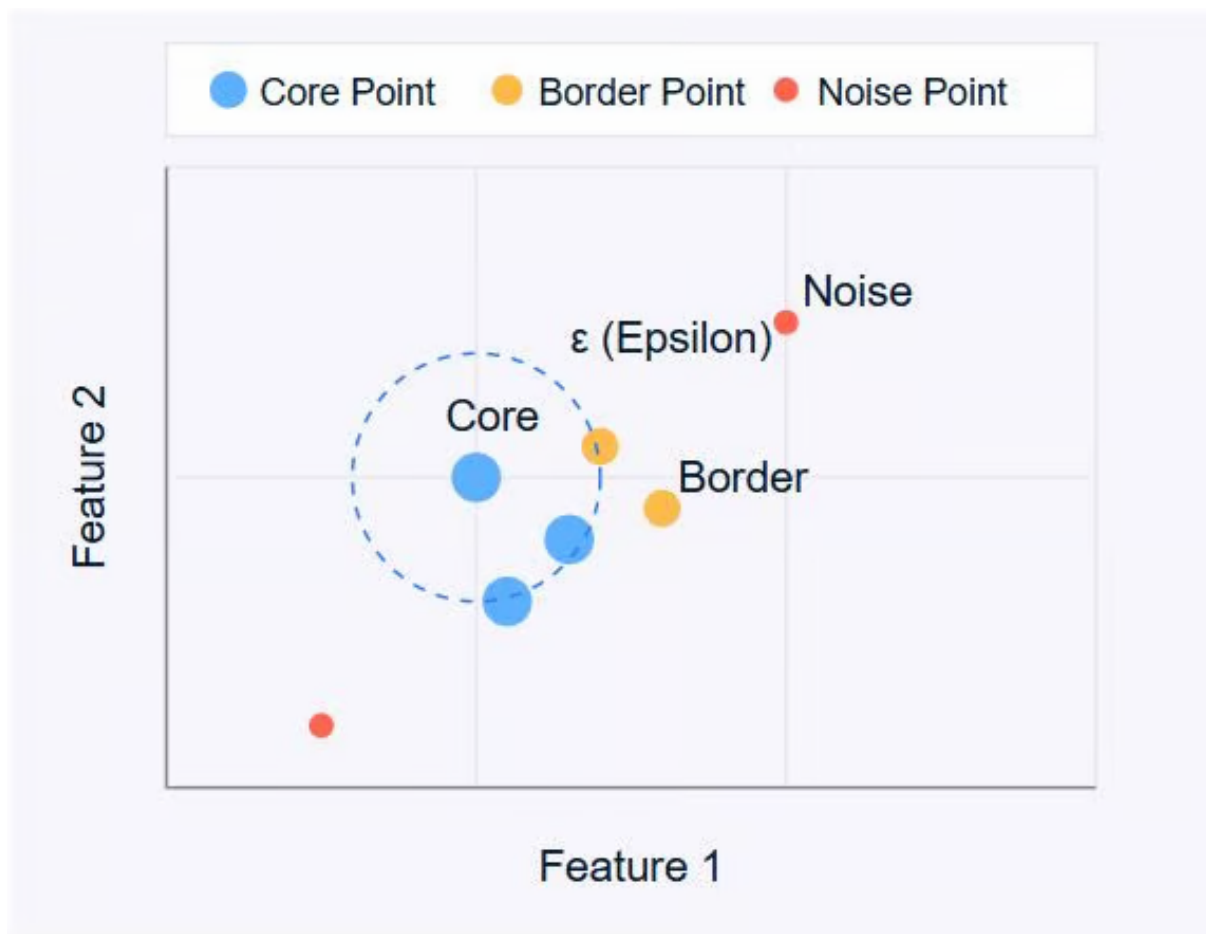 Core Point Border Point Noise Point
Noise
ε (Epsilon)
Core
Border
Feature 2
Feature 1